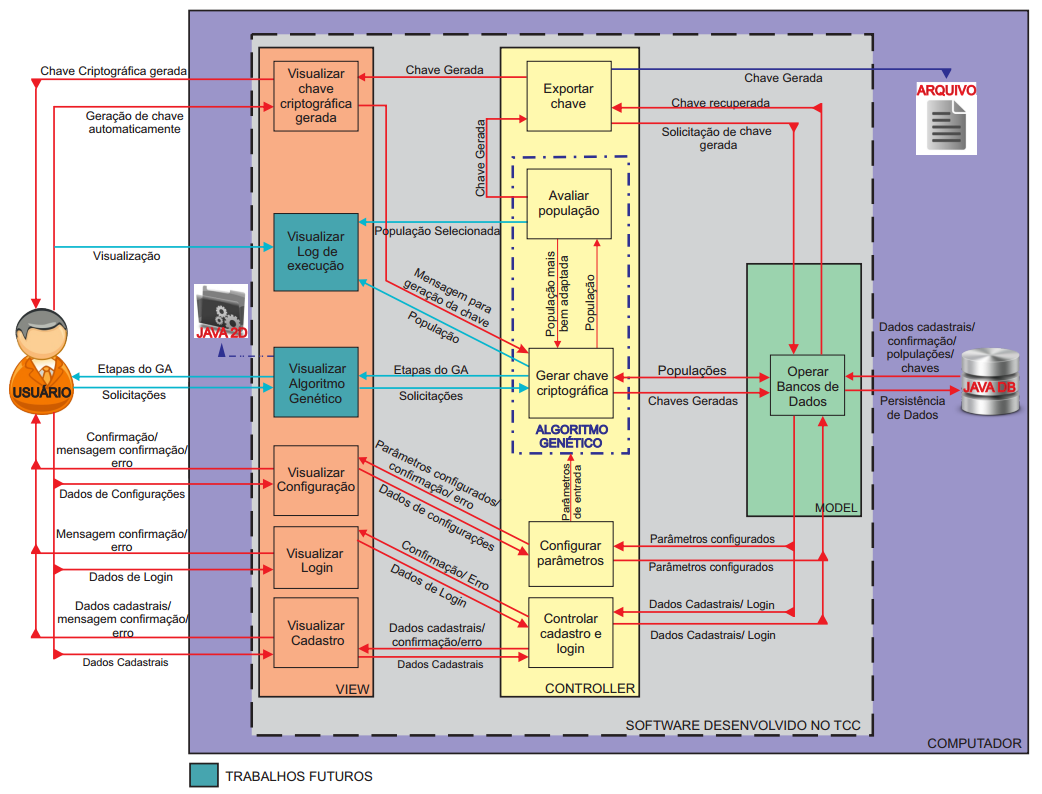 Chave Criptográfica gerada
Geração de chave
automaticamente
Visualizar
chave
criptográfica
gerada
Chave Gerada
Exportar
chave
Chave Gerada
ARQUIVO
Chave recuperada
Solicitação de chave
gerada
Chave Gerada
Avaliar
população
População Selecionada
Visualizar
Log de
execução
Visualização
Mensagem para
geração da chave
População
População mais
bem adaptada
População
JAVA 2D
USUÁRIO
Etapas do GA
Solicitações
Visualizar
Algoritmo
Genético
Etapas do GA
Solicitações
Gerar chave
criptográfica
ALGORITMO
GENÉTICO
Populações
Chaves Geradas
Operar
Bancos de
Dados
MODEL
Dados cadastrais/
confirmação/
polpulações/
chaves
JAVA DB
Persistência
de Dados
Confirmação/
mensagem confirmação/
erro
Dados de Configurações
Visualizar
Configuração
Parâmetros configurados/
confirmação/ erro
Dados de configurações
Parâmetros
de entrada
Configurar
parâmetros
Parâmetros configurados
Parâmetros configurados
Mensagem confirmação/
erro
Dados de Login
Visualizar
Login
Confirmação/ Erro
Dados de Login
Controlar
cadastro e
login
Dados Cadastrais/ Login
Dados Cadastrais/ Login
Dados cadastrais/
mensagem confirmação/
erro
Dados Cadastrais
Visualizar
Cadastro
Dados cadastrais/
confirmação/erro
Dados Cadastrais
VIEW
CONTROLLER
SOFTWARE DESENVOLVIDO NO TCC
COMPUTADOR
TRABALHOS FUTUROS